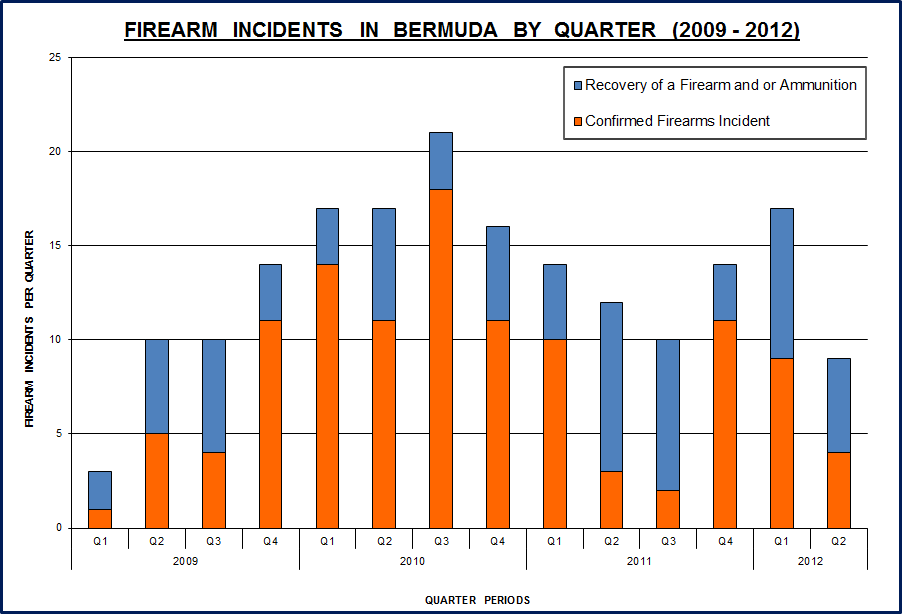 FIREARM INCIDENTS IN BERMUDA BY QUARTER (2009 - 2012)
25
Recovery of a Firearm and or Ammunition
Confirmed Firearms Incident
20
15
10
5
0
FIREARM INCIDENTS PER QUARTER
Q1 Q2 Q3 Q4 Q1 Q2 Q3 Q4 Q1 Q2 Q3 Q4 Q1 Q2
2009 2010 2011 2012
QUARTER PERIODS